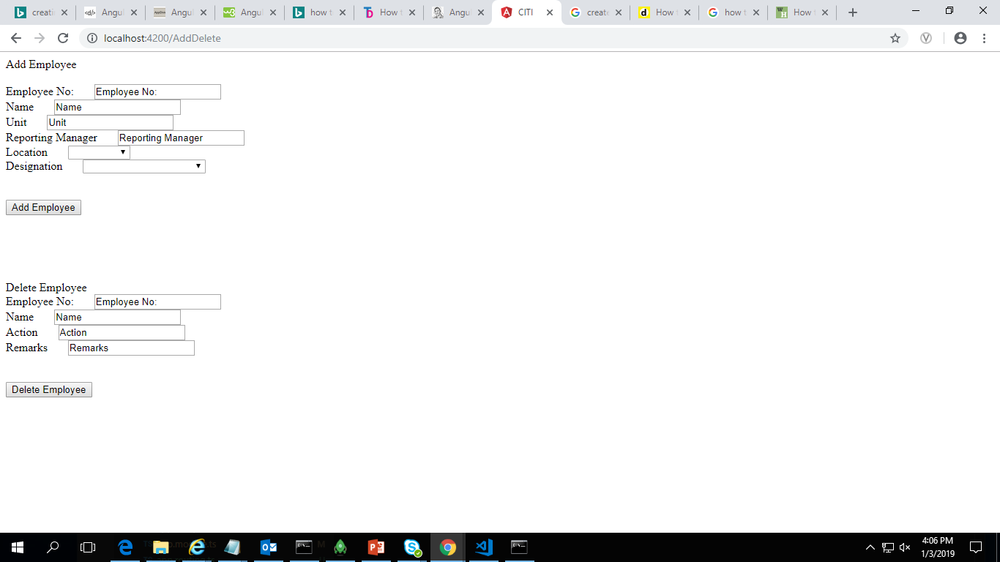 creati
Angul
Angul
Angul
how t
How t
Angul
CITI
create
How t
how t
How t
localhost:4200/AddDelete
Add Employee
Employee No: Employee No:
Name Name
Unit Unit
Reporting Manager Reporting Manager
Location
Designation
Add Employee
Delete Employee
Employee No: Employee No:
Name Name
Action Action
Remarks Remarks
Delete Employee
4:06 PM
1/3/2019